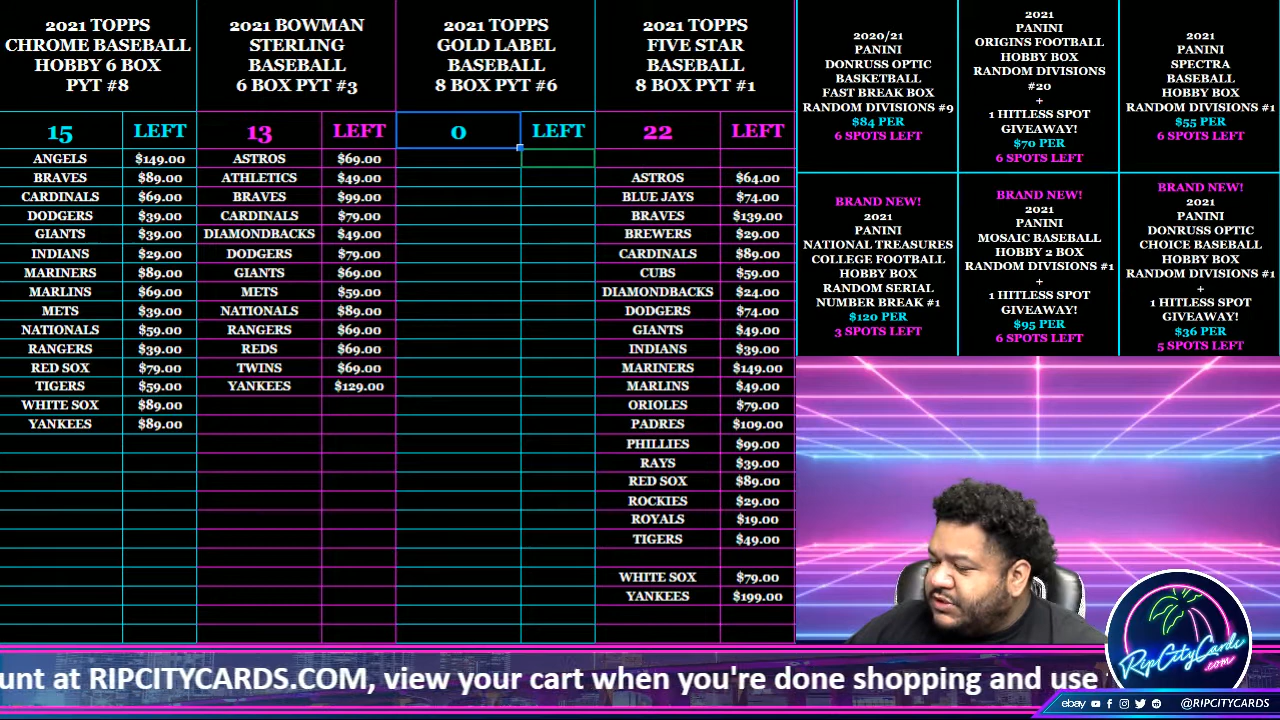 2021 TOPPS
CHROME BASEBALL
HOBBY 6 BOX
PYT #8
15 LEFT
ANGELS $149.00
BRAVES $89.00
CARDINALS $69.00
DODGERS $39.00
GIANTS $39.00
INDIANS $29.00
MARINERS $89.00
MARLINS $69.00
METS $39.00
NATIONALS $59.00
RANGERS $39.00
RED SOX $79.00
TIGERS $59.00
WHITE SOX $89.00
YANKEES $89.00
2021 BOWMAN
STERLING
BASEBALL
6 BOX PYT #3
13 LEFT
ASTROS $69.00
ATHLETICS $49.00
BRAVES $99.00
CARDINALS $79.00
DIAMONDBACKS $49.00
DODGERS $79.00
GIANTS $69.00
METS $59.00
NATIONALS $89.00
RANGERS $69.00
REDS $69.00
TWINS $69.00
YANKEES $129.00
2021 TOPPS
GOLD LABEL
BASEBALL
8 BOX PYT #6
0 LEFT
2021 TOPPS
FIVE STAR
BASEBALL
8 BOX PYT #1
22 LEFT
ASTROS $64.00
BLUE JAYS $74.00
BRAVES $139.00
BREWERS $29.00
CARDINALS $89.00
CUBS $59.00
DIAMONDBACKS $24.00
DODGERS $74.00
GIANTS $49.00
INDIANS $39.00
MARINERS $149.00
MARLINS $49.00
ORIOLES $79.00
PADRES $109.00
PHILLIES $99.00
RAYS $39.00
RED SOX $89.00
ROCKIES $29.00
ROYALS $19.00
TIGERS $49.00
WHITE SOX $79.00
YANKEES $199.00
2020/21
PANINI
DONRUSS OPTIC
BASKETBALL
FAST BREAK BOX
RANDOM DIVISIONS #9
$84 PER
6 SPOTS LEFT
2021
PANINI
ORIGINS FOOTBALL
HOBBY BOX
RANDOM DIVISIONS
#20
+
1 HITLESS SPOT
GIVEAWAY!
$70 PER
6 SPOTS LEFT
2021
PANINI
SPECTRA
BASEBALL
HOBBY BOX
RANDOM DIVISIONS #1
$55 PER
6 SPOTS LEFT
BRAND NEW!
2021
PANINI
NATIONAL TREASURES
COLLEGE FOOTBALL
HOBBY BOX
RANDOM SERIAL
NUMBER BREAK #1
$120 PER
3 SPOTS LEFT
BRAND NEW!
2021
PANINI
MOSAIC BASEBALL
HOBBY 2 BOX
RANDOM DIVISIONS #1
+
1 HITLESS SPOT
GIVEAWAY!
$95 PER
6 SPOTS LEFT
BRAND NEW!
2021
PANINI
DONRUSS OPTIC
CHOICE BASEBALL
HOBBY BOX
RANDOM DIVISIONS #1
+
1 HITLESS SPOT
GIVEAWAY!
$36 PER
5 SPOTS LEFT
unt at RIPCITYCARDS.COM, view your cart when you're done shopping and use
RipCityCards
.com
ebay @RIPCITYCARDS